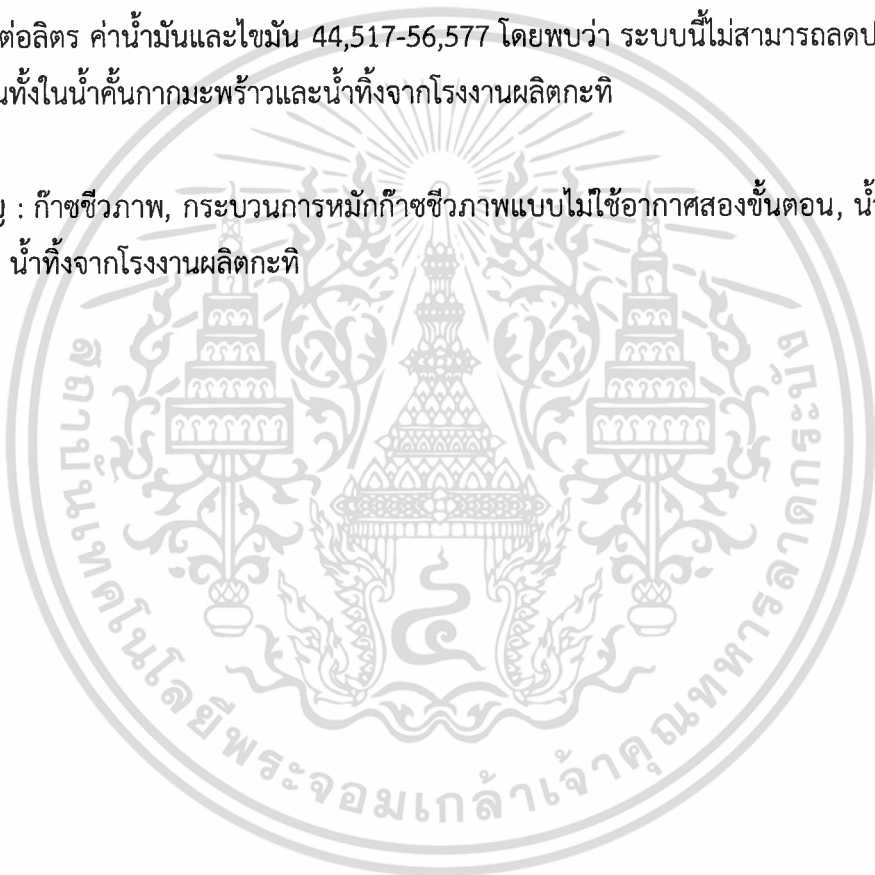 ต่อลิตร ค่าน้ำมันและไขมัน 44,517-56,577 โดยพบว่า ระบบนี้ไม่สามารถลดป
นทั้งในน้ำคั้นกากมะพร้าวและน้ำทิ้งจากโรงงานผลิตกะทิ
ญ : ก๊าซชีวภาพ, กระบวนการหมักก๊าซชีวภาพแบบไม่ใช้อากาศสองขั้นตอน, น้ำ
น้ำทิ้งจากโรงงานผลิตกะทิ
สถาบันเทคโนโลยีพระจอมเกล้าเจ้าคุณทหารลาดกระบัง